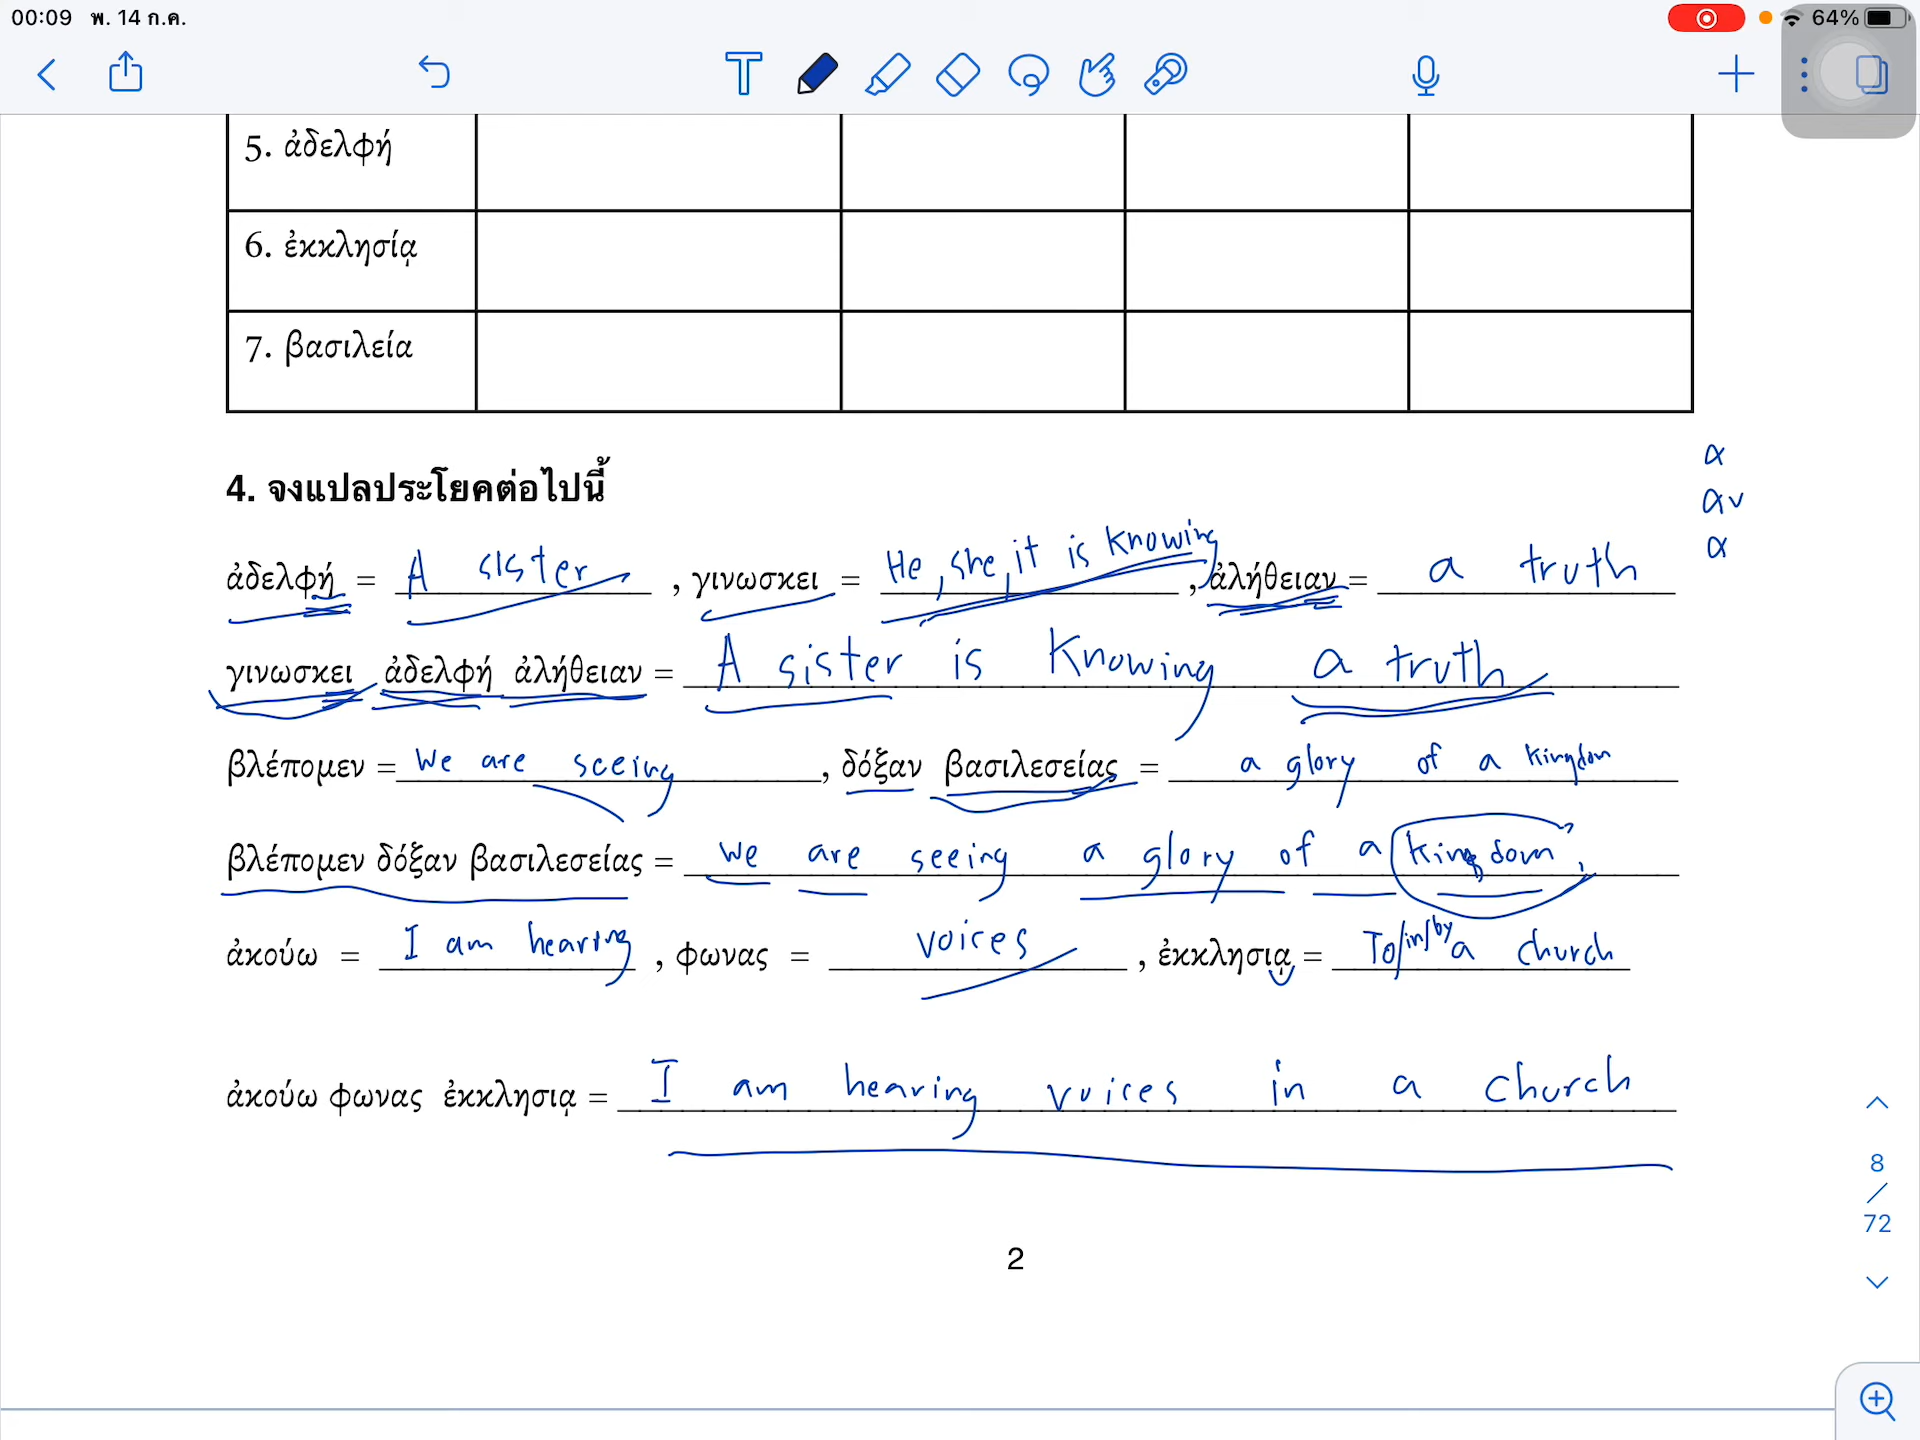 00:09 พ. 14 ก.ค. 64%
T
5. ἀδελφή
6. ἐκκλησίᾳ
7. βασιλεία
α
αν
α
4. จงแปลประโยคต่อไปนี้
ἀδελφή = A sister , γινωσκει = He, she, it is knowing , ἀλήθειαν = a truth
γινωσκει ἀδελφή ἀλήθειαν = A sister is knowing a truth
βλέπομεν = We are seeing , δόξαν βασιλεσείας = a glory of a kingdom
βλέπομεν δόξαν βασιλεσείας = we are seeing a glory of a kingdom.
ἀκούω = I am hearing , φωνας = voices , ἐκκλησιᾳ = To/in/by a church
ἀκούω φωνας ἐκκλησιᾳ = I am hearing voices in a church
8
/
72
2